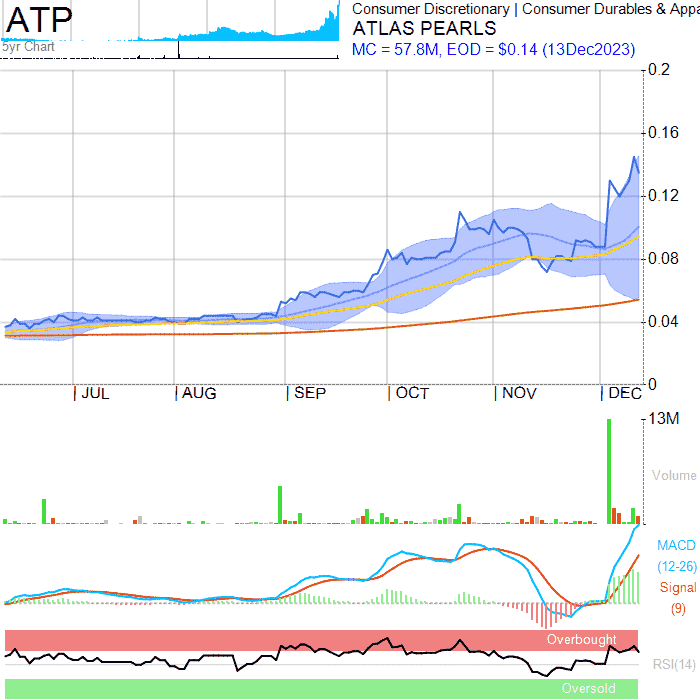 ATP
5yr Chart
Consumer Discretionary | Consumer Durables & Appa
ATLAS PEARLS
MC = 57.8M, EOD = $0.14 (13Dec2023)
0.2
0.16
0.12
0.08
0.04
0
JUL AUG SEP OCT NOV DEC
13M
Volume
MACD
(12-26)
Signal
(9)
Overbought
RSI(14)
Oversold